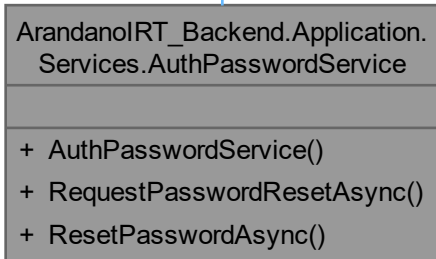 ArandanoIRT_Backend.Application.
Services.AuthPasswordService
+ AuthPasswordService()
+ RequestPasswordResetAsync()
+ ResetPasswordAsync()